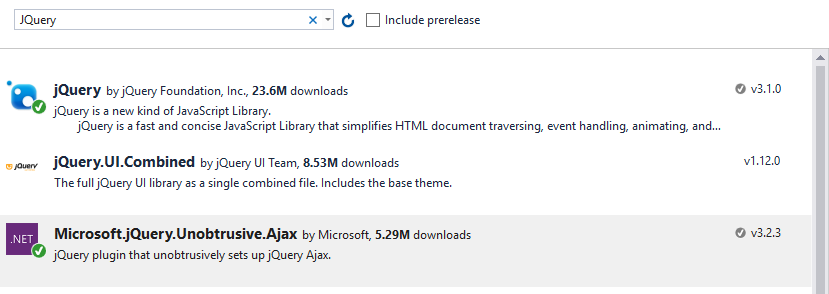 JQuery
Include prerelease
jQuery by jQuery Foundation, Inc., 23.6M downloads
v3.1.0
jQuery is a new kind of JavaScript Library.
jQuery is a fast and concise JavaScript Library that simplifies HTML document traversing, event handling, animating, and...
jQuery
jQuery.UI.Combined by jQuery UI Team, 8.53M downloads
v1.12.0
The full jQuery UI library as a single combined file. Includes the base theme.
.NET
Microsoft.jQuery.Unobtrusive.Ajax by Microsoft, 5.29M downloads
v3.2.3
jQuery plugin that unobtrusively sets up jQuery Ajax.